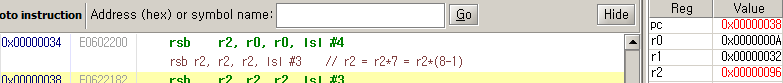 oto instruction Address (hex) or symbol name: Go Hide Reg Value
pc 0x00000038
0x00000034 E0602200 rsb r2, r0, r0, lsl #4 r0 0x0000000A
rsb r2, r2, r2, lsl #3 // r2 = r2*7 = r2*(8-1) r1 0x00000032
0x00000038 E0622182 rsb r2, r2, r2, lsl #3 r2 0x00000096